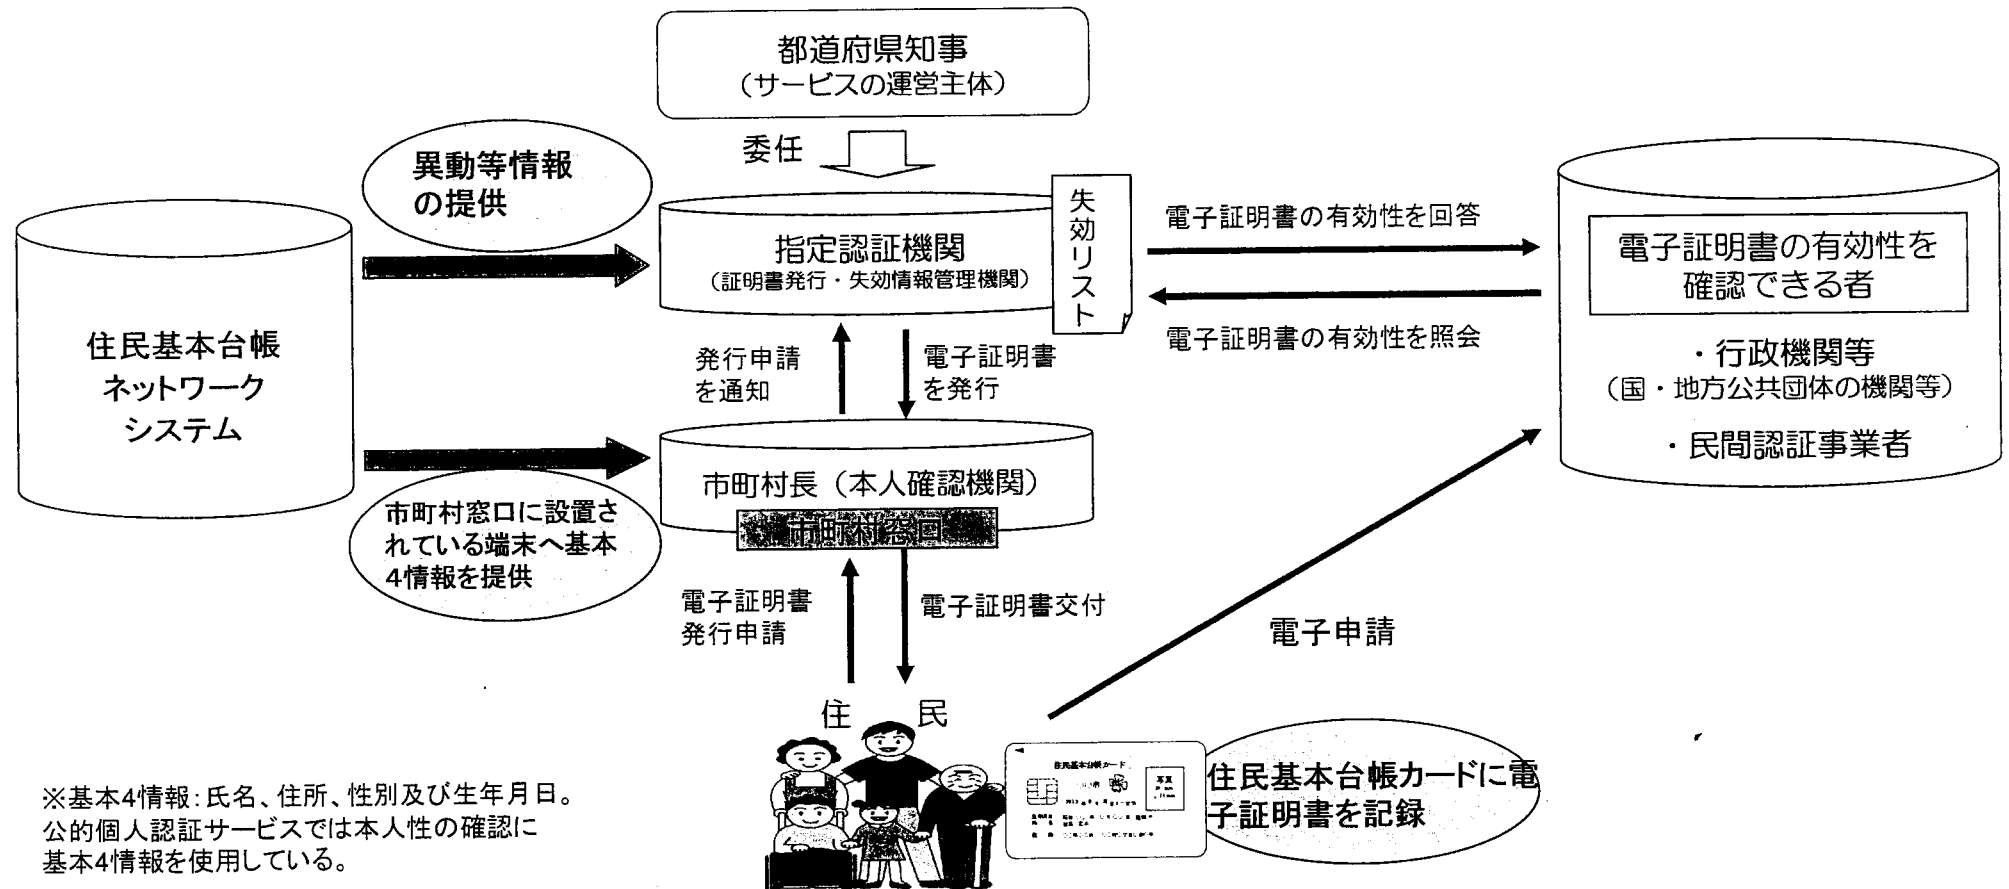 都道府県知事
（サービスの運営主体）
委任
異動等情報
の提供
失効リスト
指定認証機関
（証明書発行・失効情報管理機関）
電子証明書の有効性を回答
電子証明書の有効性を照会
電子証明書の有効性を
確認できる者
・行政機関等
（国・地方公共団体の機関等）
・民間認証事業者
住民基本台帳
ネットワーク
システム
発行申請
を通知
電子証明書
を発行
市町村長（本人確認機関）
市町村窓口
市町村窓口に設置さ
れている端末へ基本
4情報を提供
電子証明書
発行申請
電子証明書交付
電子申請
住　民
住民基本台帳カード
写真
住民基本台帳カードに電
子証明書を記録
※基本4情報：氏名、住所、性別及び生年月日。
公的個人認証サービスでは本人性の確認に
基本4情報を使用している。